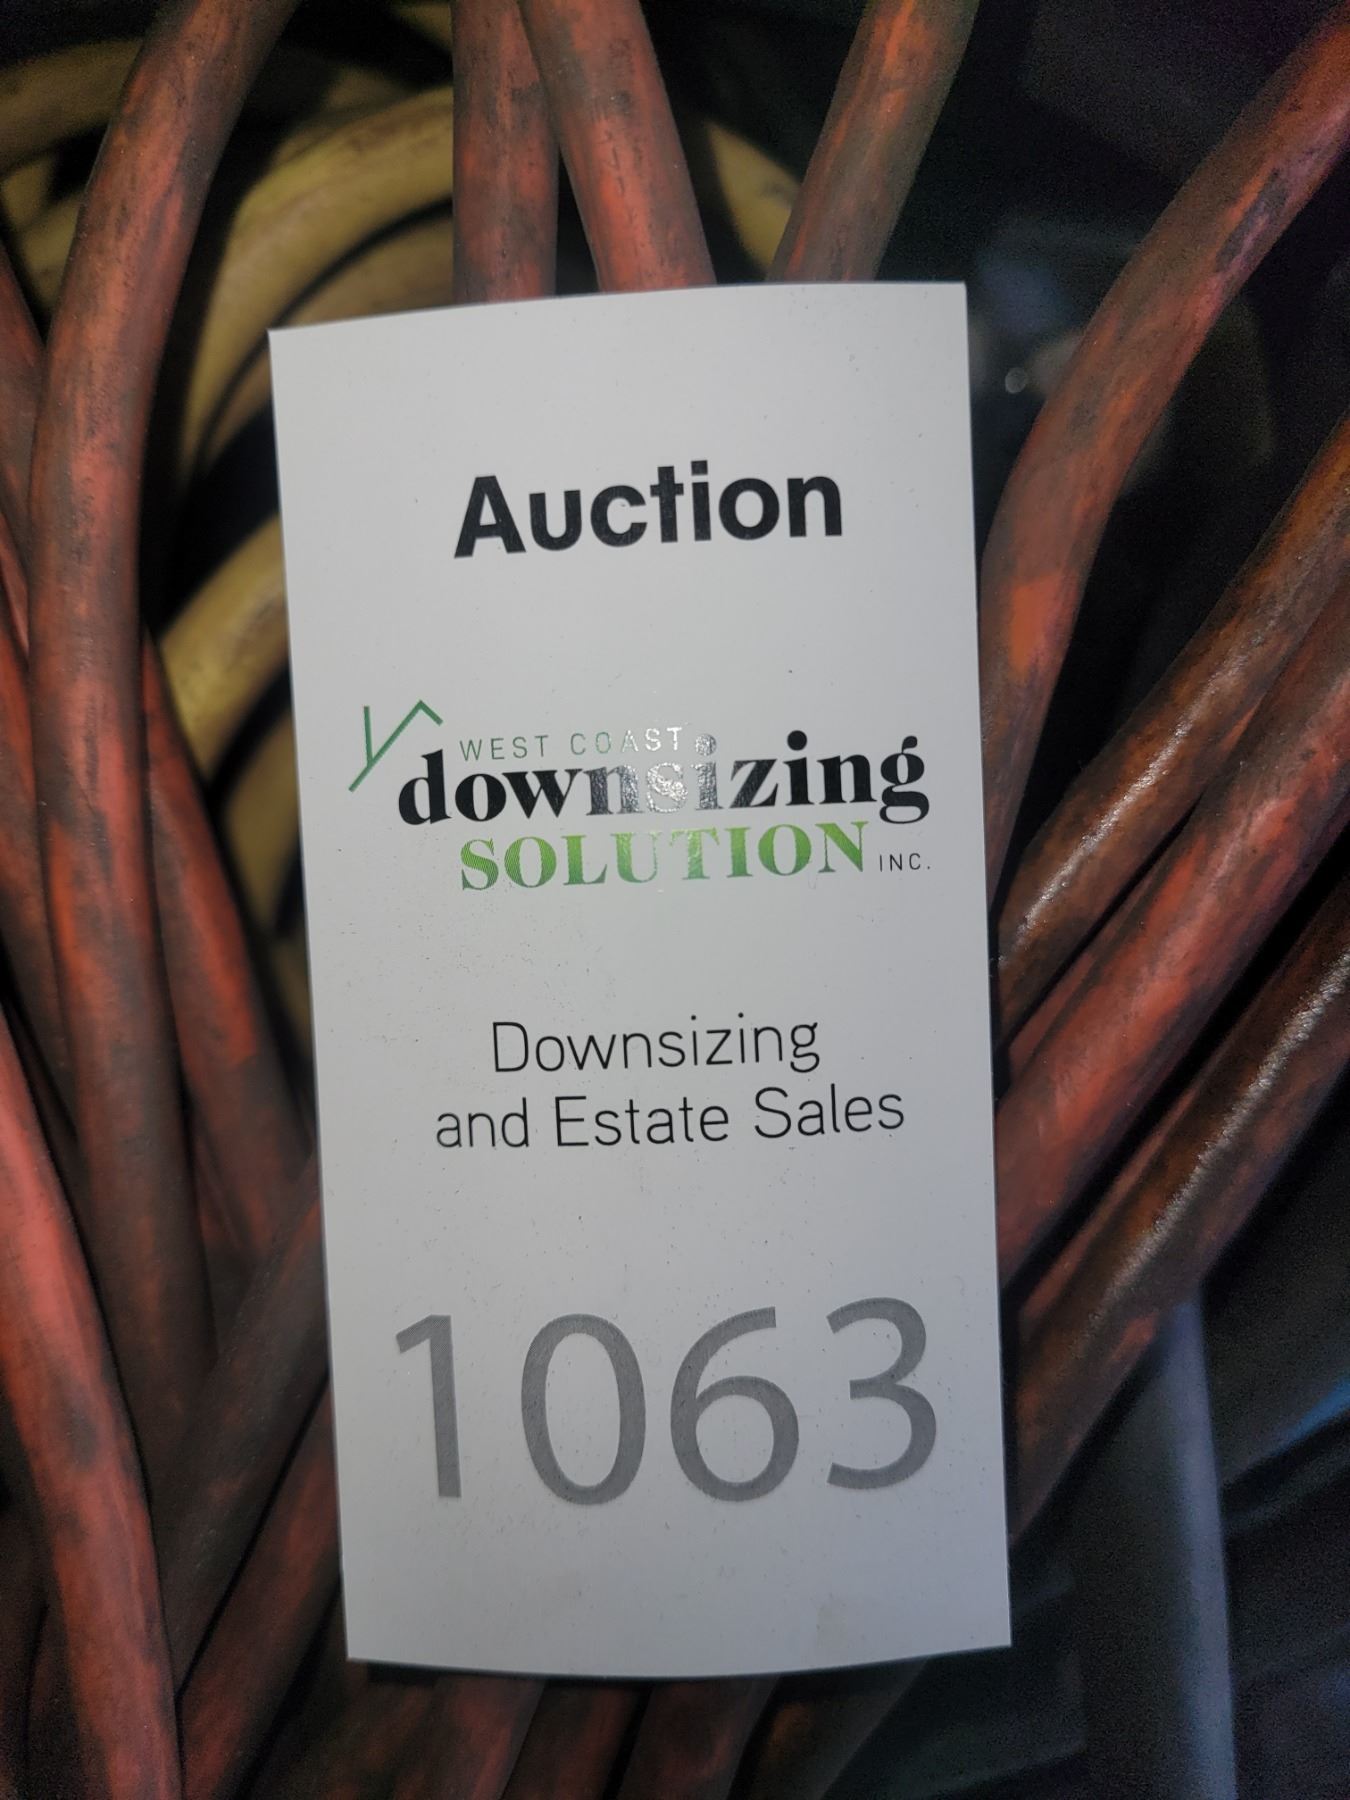 Auction
WEST COAST
downsizing
SOLUTION INC.
Downsizing
and Estate Sales
1063